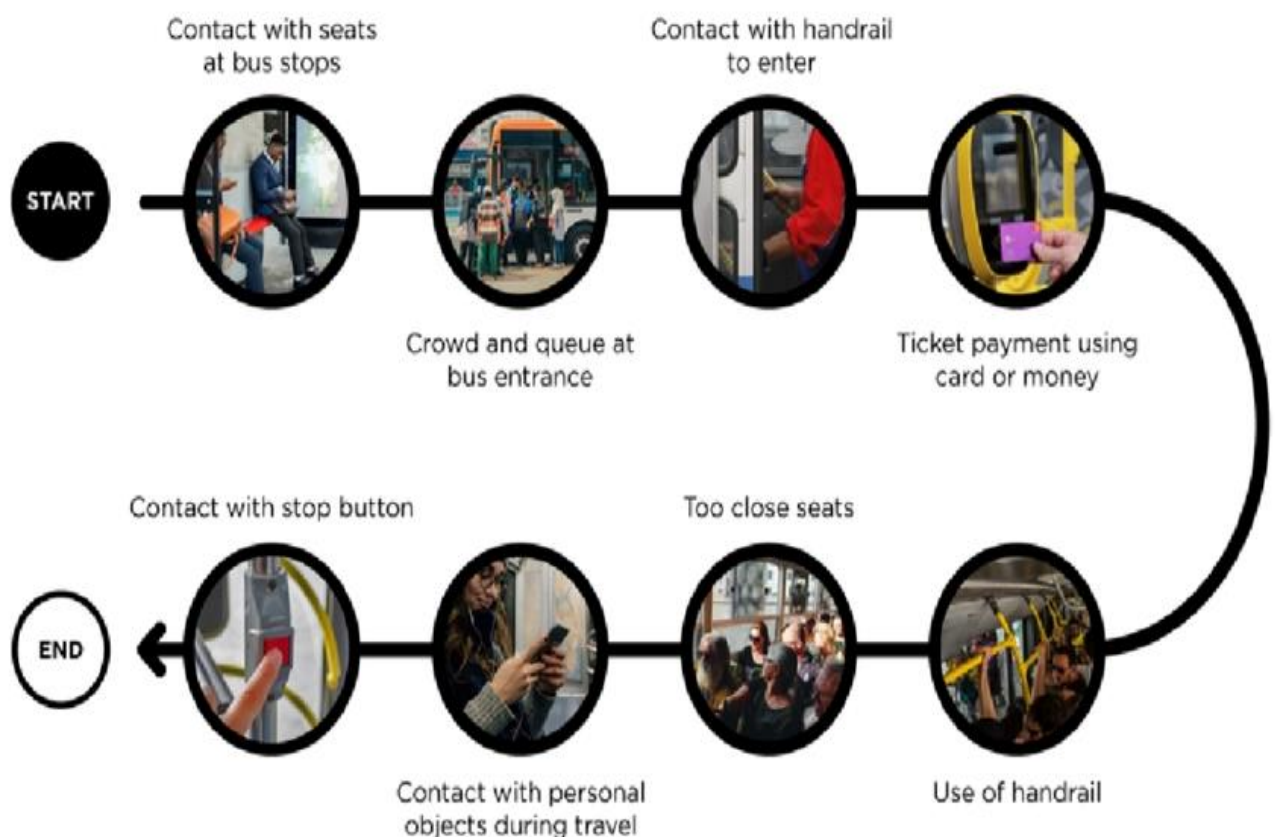 Contact with seats
at bus stops
Contact with handrail
to enter
START
Crowd and queue at
bus entrance
Ticket payment using
card or money
Contact with stop button
Too close seats
END
Contact with personal
objects during travel
Use of handrail